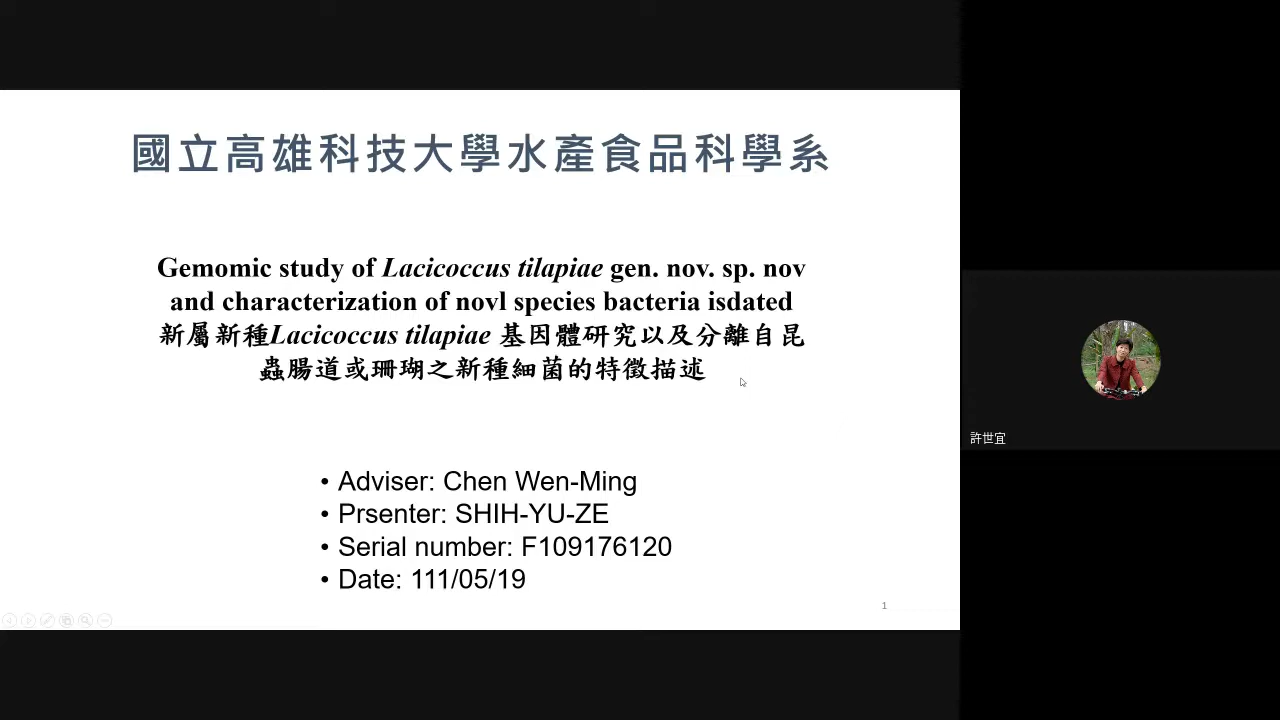 國立高雄科技大學水產食品科學系
Gemomic study of Lacicoccus tilapiae gen. nov. sp. nov
and characterization of novl species bacteria isdated
新屬新種Lacicoccus tilapiae 基因體研究以及分離自昆
蟲腸道或珊瑚之新種細菌的特徵描述
• Adviser: Chen Wen-Ming
• Prsenter: SHIH-YU-ZE
• Serial number: F109176120
• Date: 111/05/19
1
許世宜